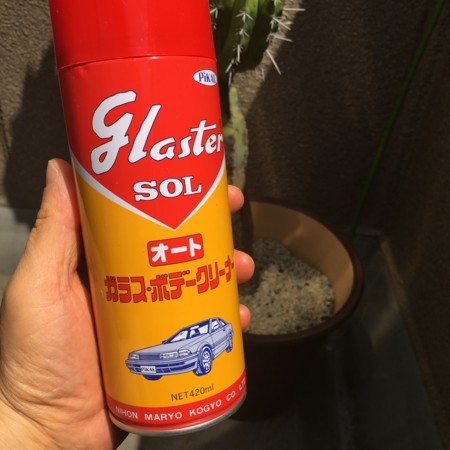 PiKAL
Glaster
SOL
オート
ガラス・ボデークリーナー
PiKAL
NET420ml
NIHON MARYO KOGYO CO.